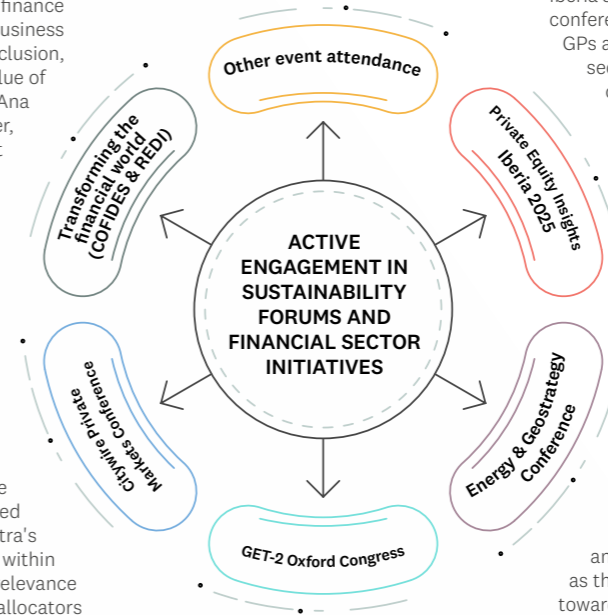 finance
business
clusion,
lue of
Ana
er,
t
conferen
GPs a
sec
Other event attendance
Transforming the
financial world
(COFIDES & REDI)
Private Equity Insights
Iberia 2025
ACTIVE
ENGAGEMENT IN
SUSTAINABILITY
FORUMS AND
FINANCIAL SECTOR
INITIATIVES
Citywire Private
Markets Conference
Energy & Geostrategy
Conference
GET-2 Oxford Congress
e
ed
tra's
within
elevance
allocators
an
as th
towar